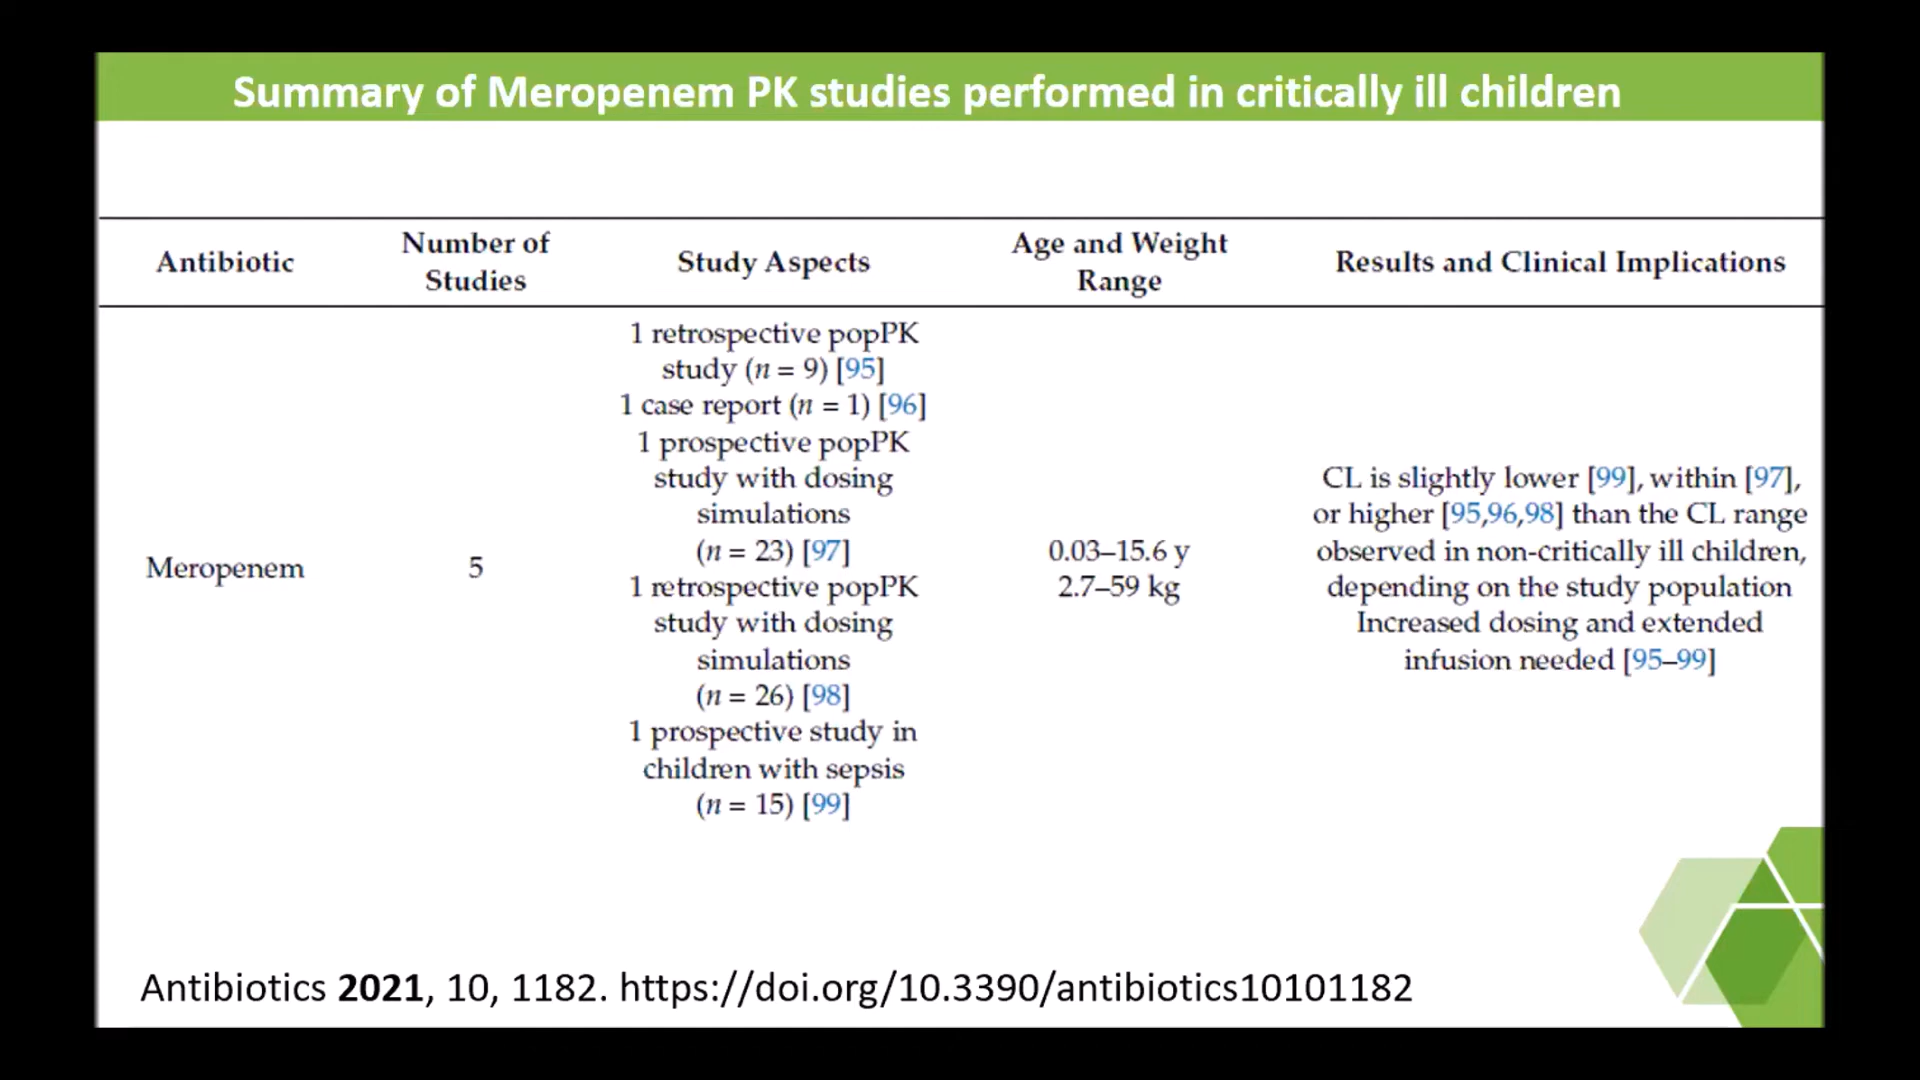 Summary of Meropenem PK studies performed in critically ill children
Antibiotic
Number of
Studies
Study Aspects
Age and Weight
Range
Results and Clinical Implications
Meropenem
5
1 retrospective popPK
study (n = 9) [95]
1 case report (n = 1) [96]
1 prospective popPK
study with dosing
simulations
(n = 23) [97]
1 retrospective popPK
study with dosing
simulations
(n = 26) [98]
1 prospective study in
children with sepsis
(n = 15) [99]
0.03–15.6 y
2.7–59 kg
CL is slightly lower [99], within [97],
or higher [95,96,98] than the CL range
observed in non-critically ill children,
depending on the study population
Increased dosing and extended
infusion needed [95–99]
Antibiotics 2021, 10, 1182. https://doi.org/10.3390/antibiotics10101182